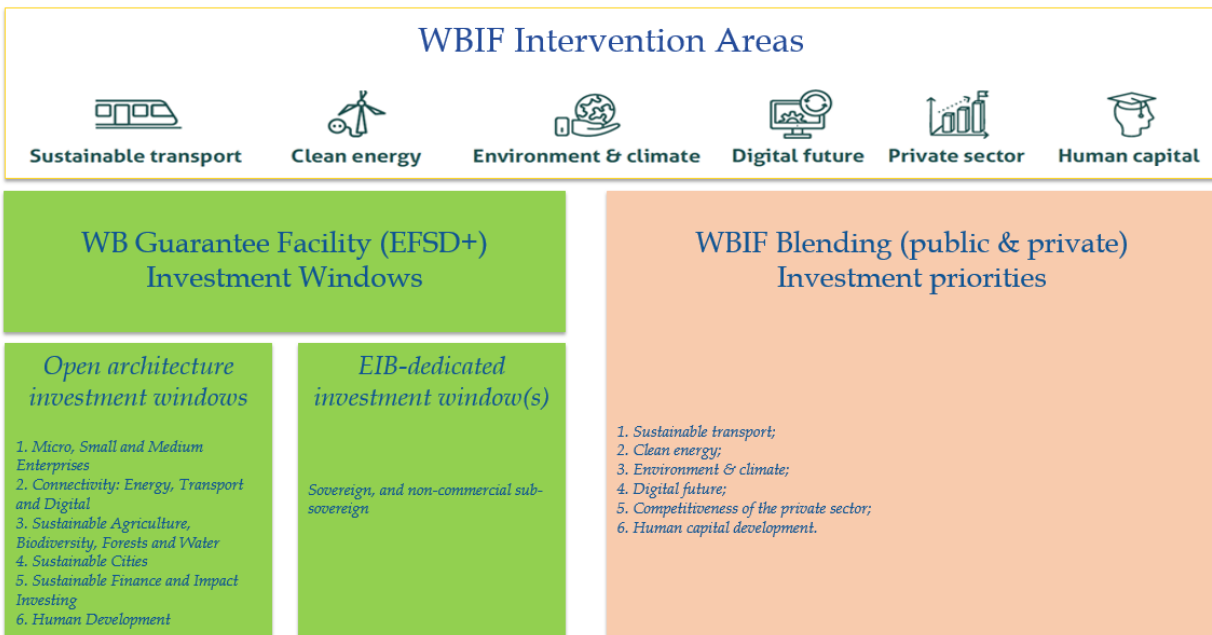 WBIF Intervention Areas
Sustainable transport
Clean energy
Environment & climate
Digital future
Private sector
Human capital
WB Guarantee Facility (EFSD+)
Investment Windows
Open architecture
investment windows
1. Micro, Small and Medium
Enterprises
2. Connectivity: Energy, Transport
and Digital
3. Sustainable Agriculture,
Biodiversity, Forests and Water
4. Sustainable Cities
5. Sustainable Finance and Impact
Investing
6. Human Development
EIB-dedicated
investment window(s)
Sovereign, and non-commercial sub-
sovereign
WBIF Blending (public & private)
Investment priorities
1. Sustainable transport;
2. Clean energy;
3. Environment & climate;
4. Digital future;
5. Competitiveness of the private sector;
6. Human capital development.